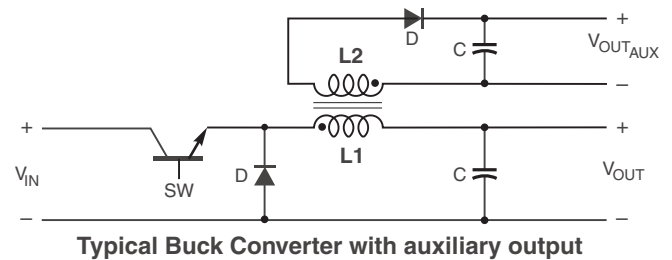 D
C
+
V_OUT_AUX
−
L2
+
V_IN
−
SW
D
L1
C
+
V_OUT
−
Typical Buck Converter with auxiliary output